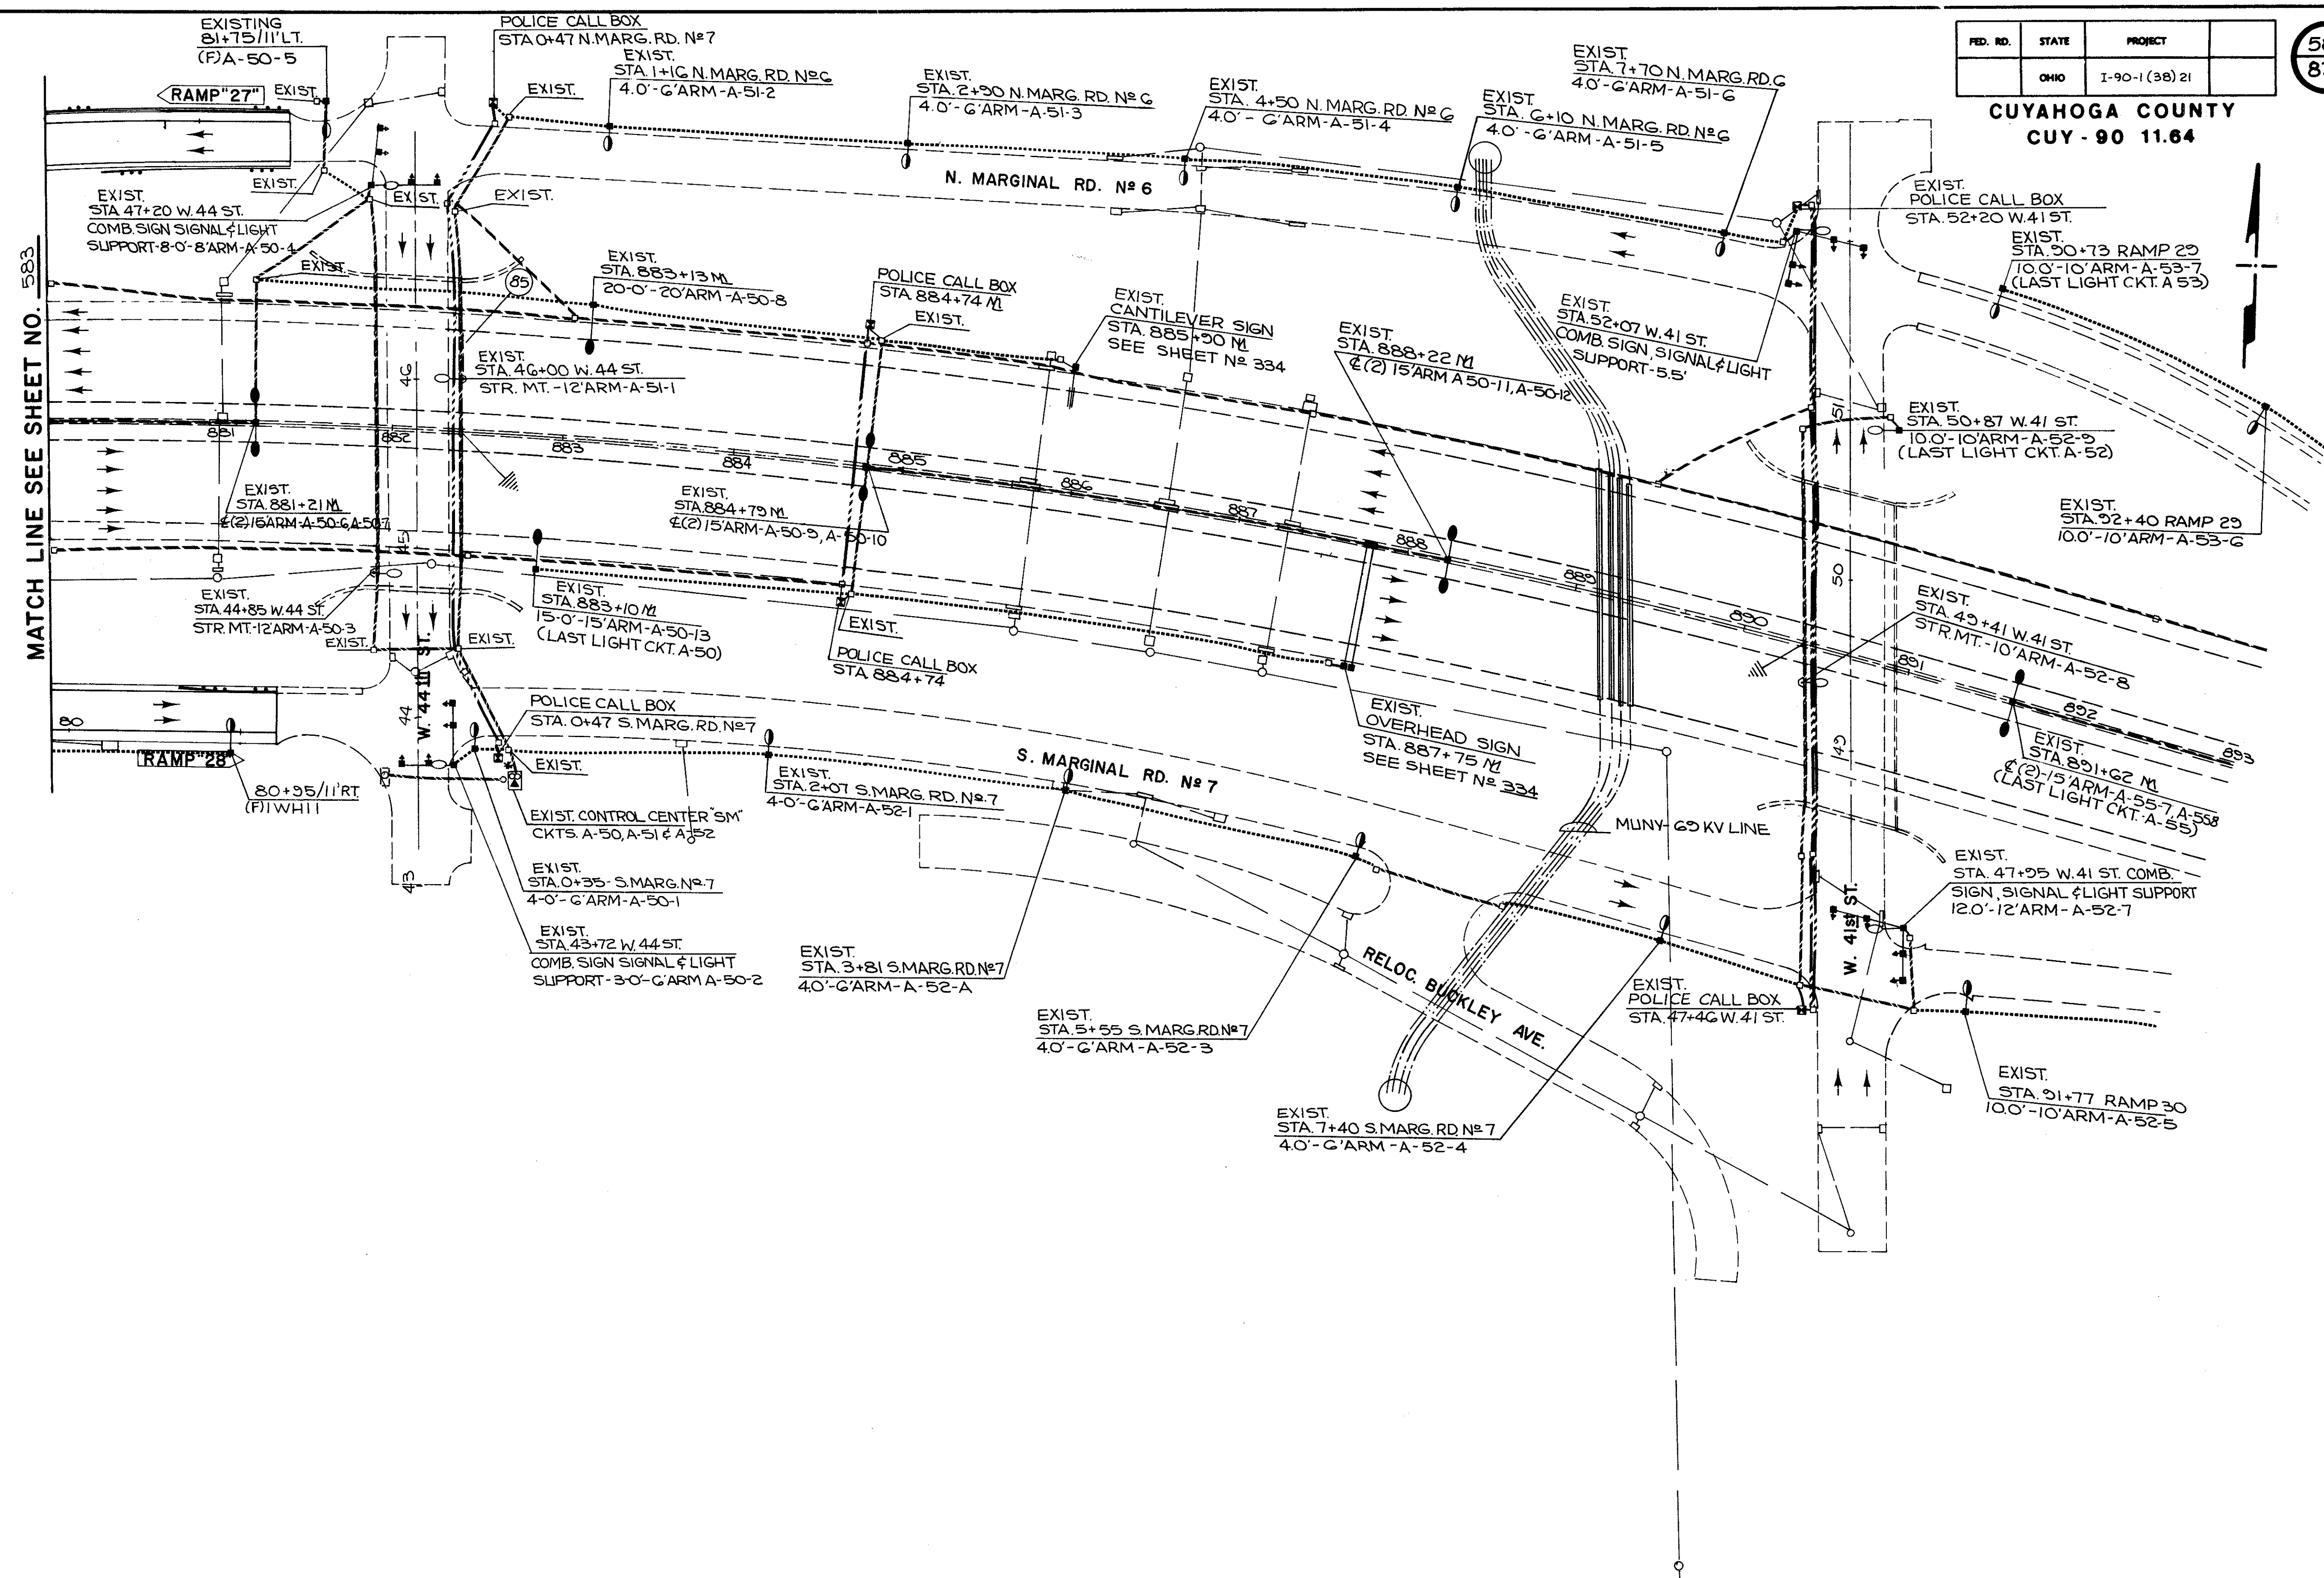 EXISTING
81+75/11'LT.
(F)A-50-5
POLICE CALL BOX
STA 0+47 N.MARG. RD. Nº7
EXIST.
STA. 1+16 N.MARG. RD. Nº6
4.0'-6'ARM-A-51-2
EXIST.
STA. 2+90 N.MARG. RD. Nº 6
4.0'-6'ARM-A-51-3
EXIST.
STA. 4+50 N.MARG. RD. Nº6
4.0'-6'ARM-A-51-4
EXIST.
STA. 6+10 N.MARG. RD. Nº6
4.0'-6'ARM-A-51-5
EXIST.
STA. 7+70 N.MARG.RD.6
4.0'-6'ARM-A-51-6
FED. RD.
STATE
PROJECT
OHIO
I-90-1(38)21
CUYAHOGA COUNTY
CUY-90 11.64
RAMP"27"
EXIST.
EXIST.
EXIST.
EXIST.
EXIST.
EXIST.
STA. 47+20 W.44 ST.
COMB.SIGN SIGNAL & LIGHT
SUPPORT-8-0'-8'ARM-A-50-4
EXIST.
N. MARGINAL RD. Nº 6
EXIST.
POLICE CALL BOX
STA. 52+20 W.41 ST.
EXIST.
STA. 90+73 RAMP 29
10.0'-10'ARM-A-53-7
(LAST LIGHT CKT. A 53)
MATCH LINE SEE SHEET NO. 583
85
EXIST.
STA. 883+13 M
20-0'-20'ARM-A-50-8
POLICE CALL BOX
STA 884+74 M
EXIST.
EXIST.
CANTILEVER SIGN
STA. 885+90 M
SEE SHEET Nº 334
EXIST.
STA. 888+22 M
℄(2) 15'ARM A 50-11,A-50-12
EXIST.
STA. 52+07 W.41 ST.
COMB. SIGN, SIGNAL & LIGHT
SUPPORT-5.5'
EXIST.
STA. 46+00 W. 44 ST.
STR. MT. -12'ARM-A-51-1
46
51
EXIST.
STA. 50+87 W.41 ST.
10.0'-10'ARM-A-52-9
(LAST LIGHT CKT. A-52)
881
882
883
884
885
886
887
888
889
890
891
892
893
EXIST.
STA. 881+21 M
℄(2)15'ARM-A-50-6,A-50-7
EXIST.
STA.884+79 M
℄(2)15'ARM-A-50-9, A-50-10
EXIST.
STA. 92+40 RAMP 29
10.0'-10'ARM-A-53-6
45
50
EXIST.
STA. 44+85 W. 44 ST.
STR. MT.-12'ARM-A-50-3
EXIST.
EXIST.
EXIST.
STA. 883+10 M
15-0'-15'ARM-A-50-13
(LAST LIGHT CKT. A-50)
EXIST.
POLICE CALL BOX
STA 884+74
EXIST.
STA. 49+41 W.41 ST.
STR. MT.-10'ARM-A-52-8
EXIST.
OVERHEAD SIGN
STA. 887+75 M
SEE SHEET Nº 334
EXIST.
STA. 891+62 M
℄(2)-15'ARM-A-55-7, A-558
(LAST LIGHT CKT. A-55)
44
W. 44th ST.
49
80
RAMP"28"
80+95/11'RT.
(F)1WH11
POLICE CALL BOX
STA. 0+47 S.MARG.RD.Nº7
EXIST.
S. MARGINAL RD. Nº 7
EXIST.
STA. 2+07 S.MARG. RD. Nº.7
4-0'-6'ARM-A-52-1
EXIST. CONTROL CENTER "SM"
CKTS. A-50, A-51 & A-52
MUNY 69 KV LINE
43
EXIST.
STA. 0+35- S.MARG.Nº.7
4-0'-6'ARM-A-50-1
EXIST.
STA. 43+72 W. 44 ST.
COMB. SIGN SIGNAL & LIGHT
SUPPORT-3-0'-6'ARM A-50-2
EXIST.
STA. 3+81 S.MARG.RD.Nº7
4.0'-6'ARM-A-52-A
EXIST.
STA. 5+55 S.MARG.RD.Nº7
4.0'-6'ARM-A-52-3
RELOC. BUCKLEY AVE.
EXIST.
STA. 47+95 W.41 ST. COMB.
SIGN, SIGNAL & LIGHT SUPPORT
12.0'-12'ARM-A-52-7
W. 41st ST.
EXIST.
POLICE CALL BOX
STA. 47+46 W.41 ST.
EXIST.
STA. 7+40 S.MARG. RD. Nº7
4.0'-6'ARM-A-52-4
EXIST.
STA. 91+77 RAMP 30
10.0'-10'ARM-A-52-5